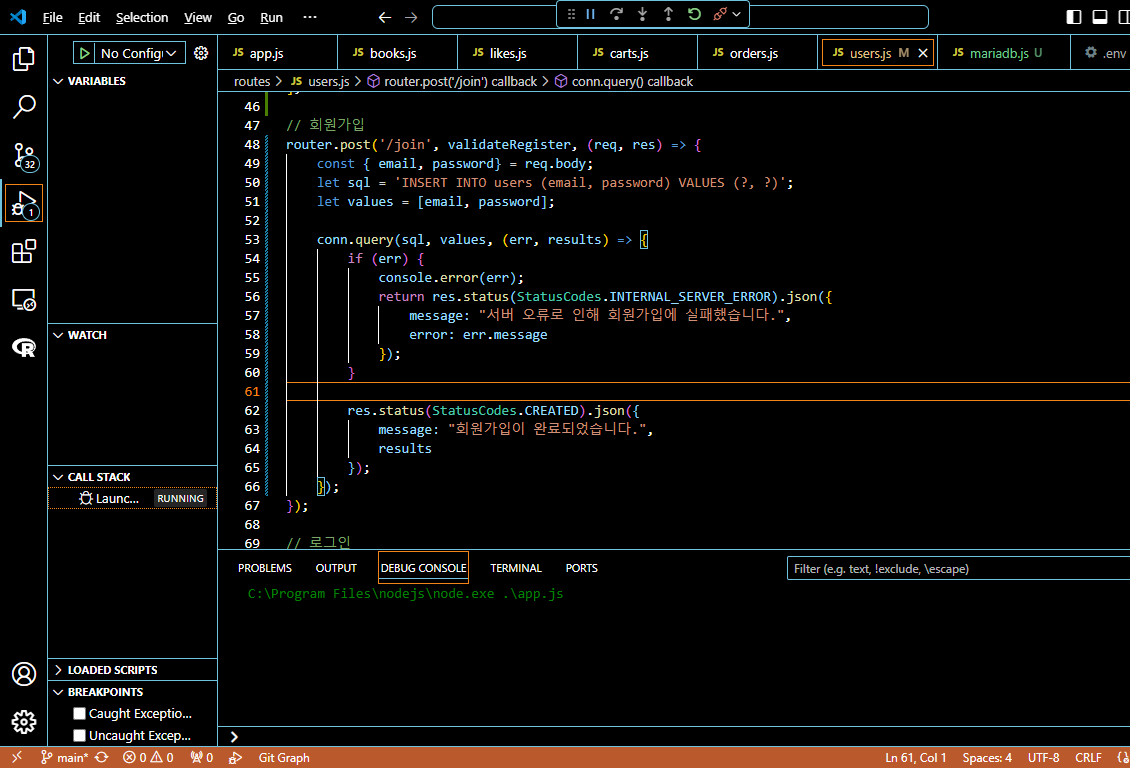 File Edit Selection View Go Run ···
No Config
JS app.js JS books.js JS likes.js JS carts.js JS orders.js JS users.js M JS mariadb.js U .env
routes > JS users.js > router.post('/join') callback > conn.query() callback
VARIABLES
WATCH
CALL STACK
Launc... RUNNING
LOADED SCRIPTS
BREAKPOINTS
Caught Exceptio...
Uncaught Excep...
32
1
46
47 // 회원가입
48 router.post('/join', validateRegister, (req, res) => {
49 const { email, password} = req.body;
50 let sql = 'INSERT INTO users (email, password) VALUES (?, ?)';
51 let values = [email, password];
52
53 conn.query(sql, values, (err, results) => {
54 if (err) {
55 console.error(err);
56 return res.status(StatusCodes.INTERNAL_SERVER_ERROR).json({
57 message: "서버 오류로 인해 회원가입에 실패했습니다.",
58 error: err.message
59 });
60 }
61
62 res.status(StatusCodes.CREATED).json({
63 message: "회원가입이 완료되었습니다.",
64 results
65 });
66 });
67 });
68
69 // 로그인
PROBLEMS OUTPUT DEBUG CONSOLE TERMINAL PORTS Filter (e.g. text, !exclude, \escape)
C:\Program Files\nodejs\node.exe .\app.js
>
main* 0 0 0 Git Graph Ln 61, Col 1 Spaces: 4 UTF-8 CRLF {}